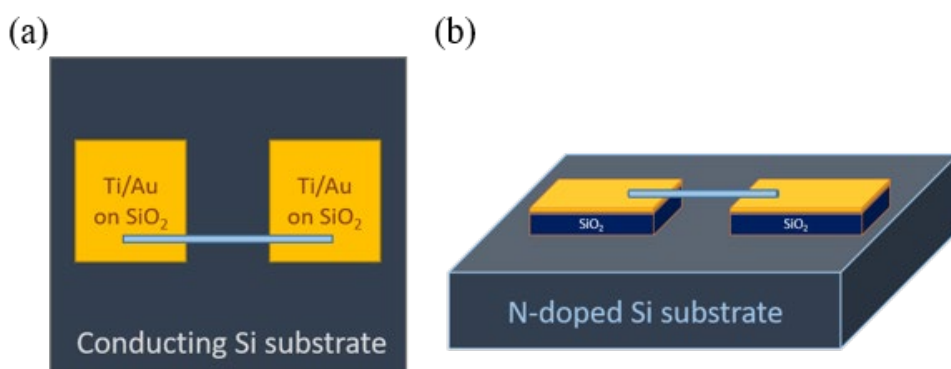 (a)
Ti/Au
on SiO₂
Ti/Au
on SiO₂
Conducting Si substrate
(b)
SiO₂
SiO₂
N-doped Si substrate